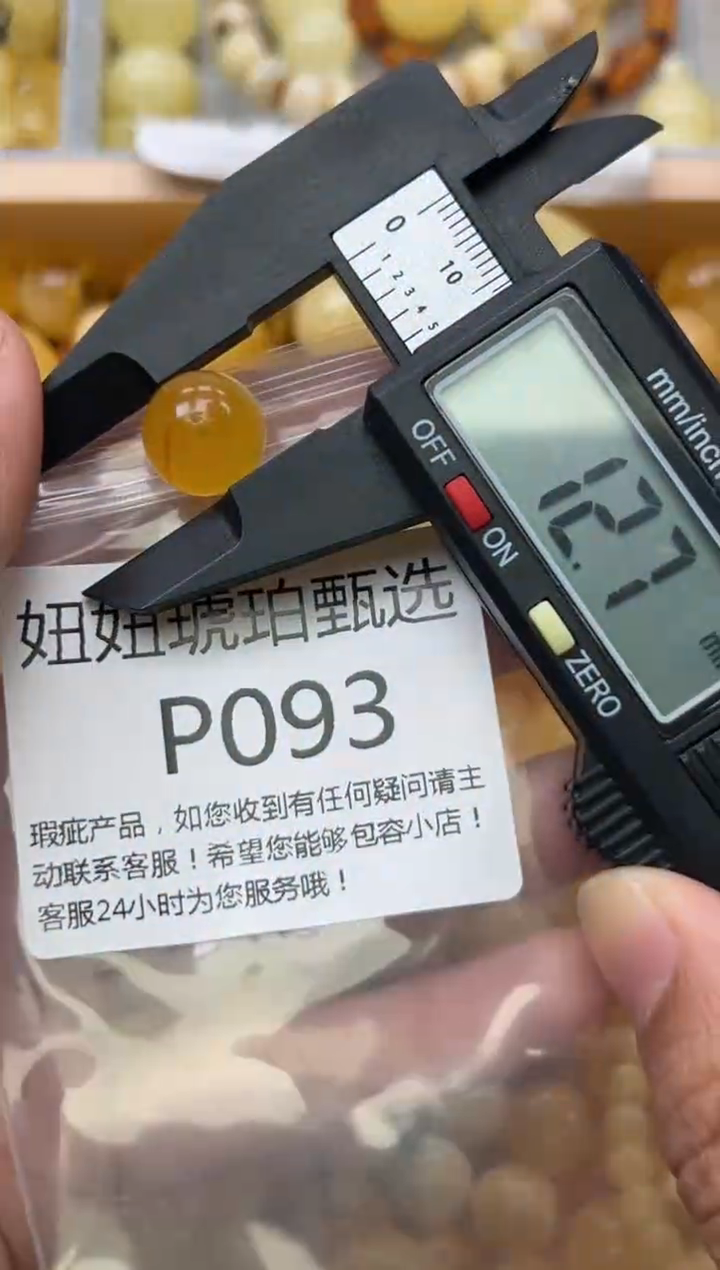 0
10
1 2 3 4 5
mm/inch
OFF
ON
12.7
ZERO
妞妞琥珀甄选
P093
瑕疵产品，如您收到有任何疑问请主
动联系客服！希望您能够包容小店！
客服24小时为您服务哦！